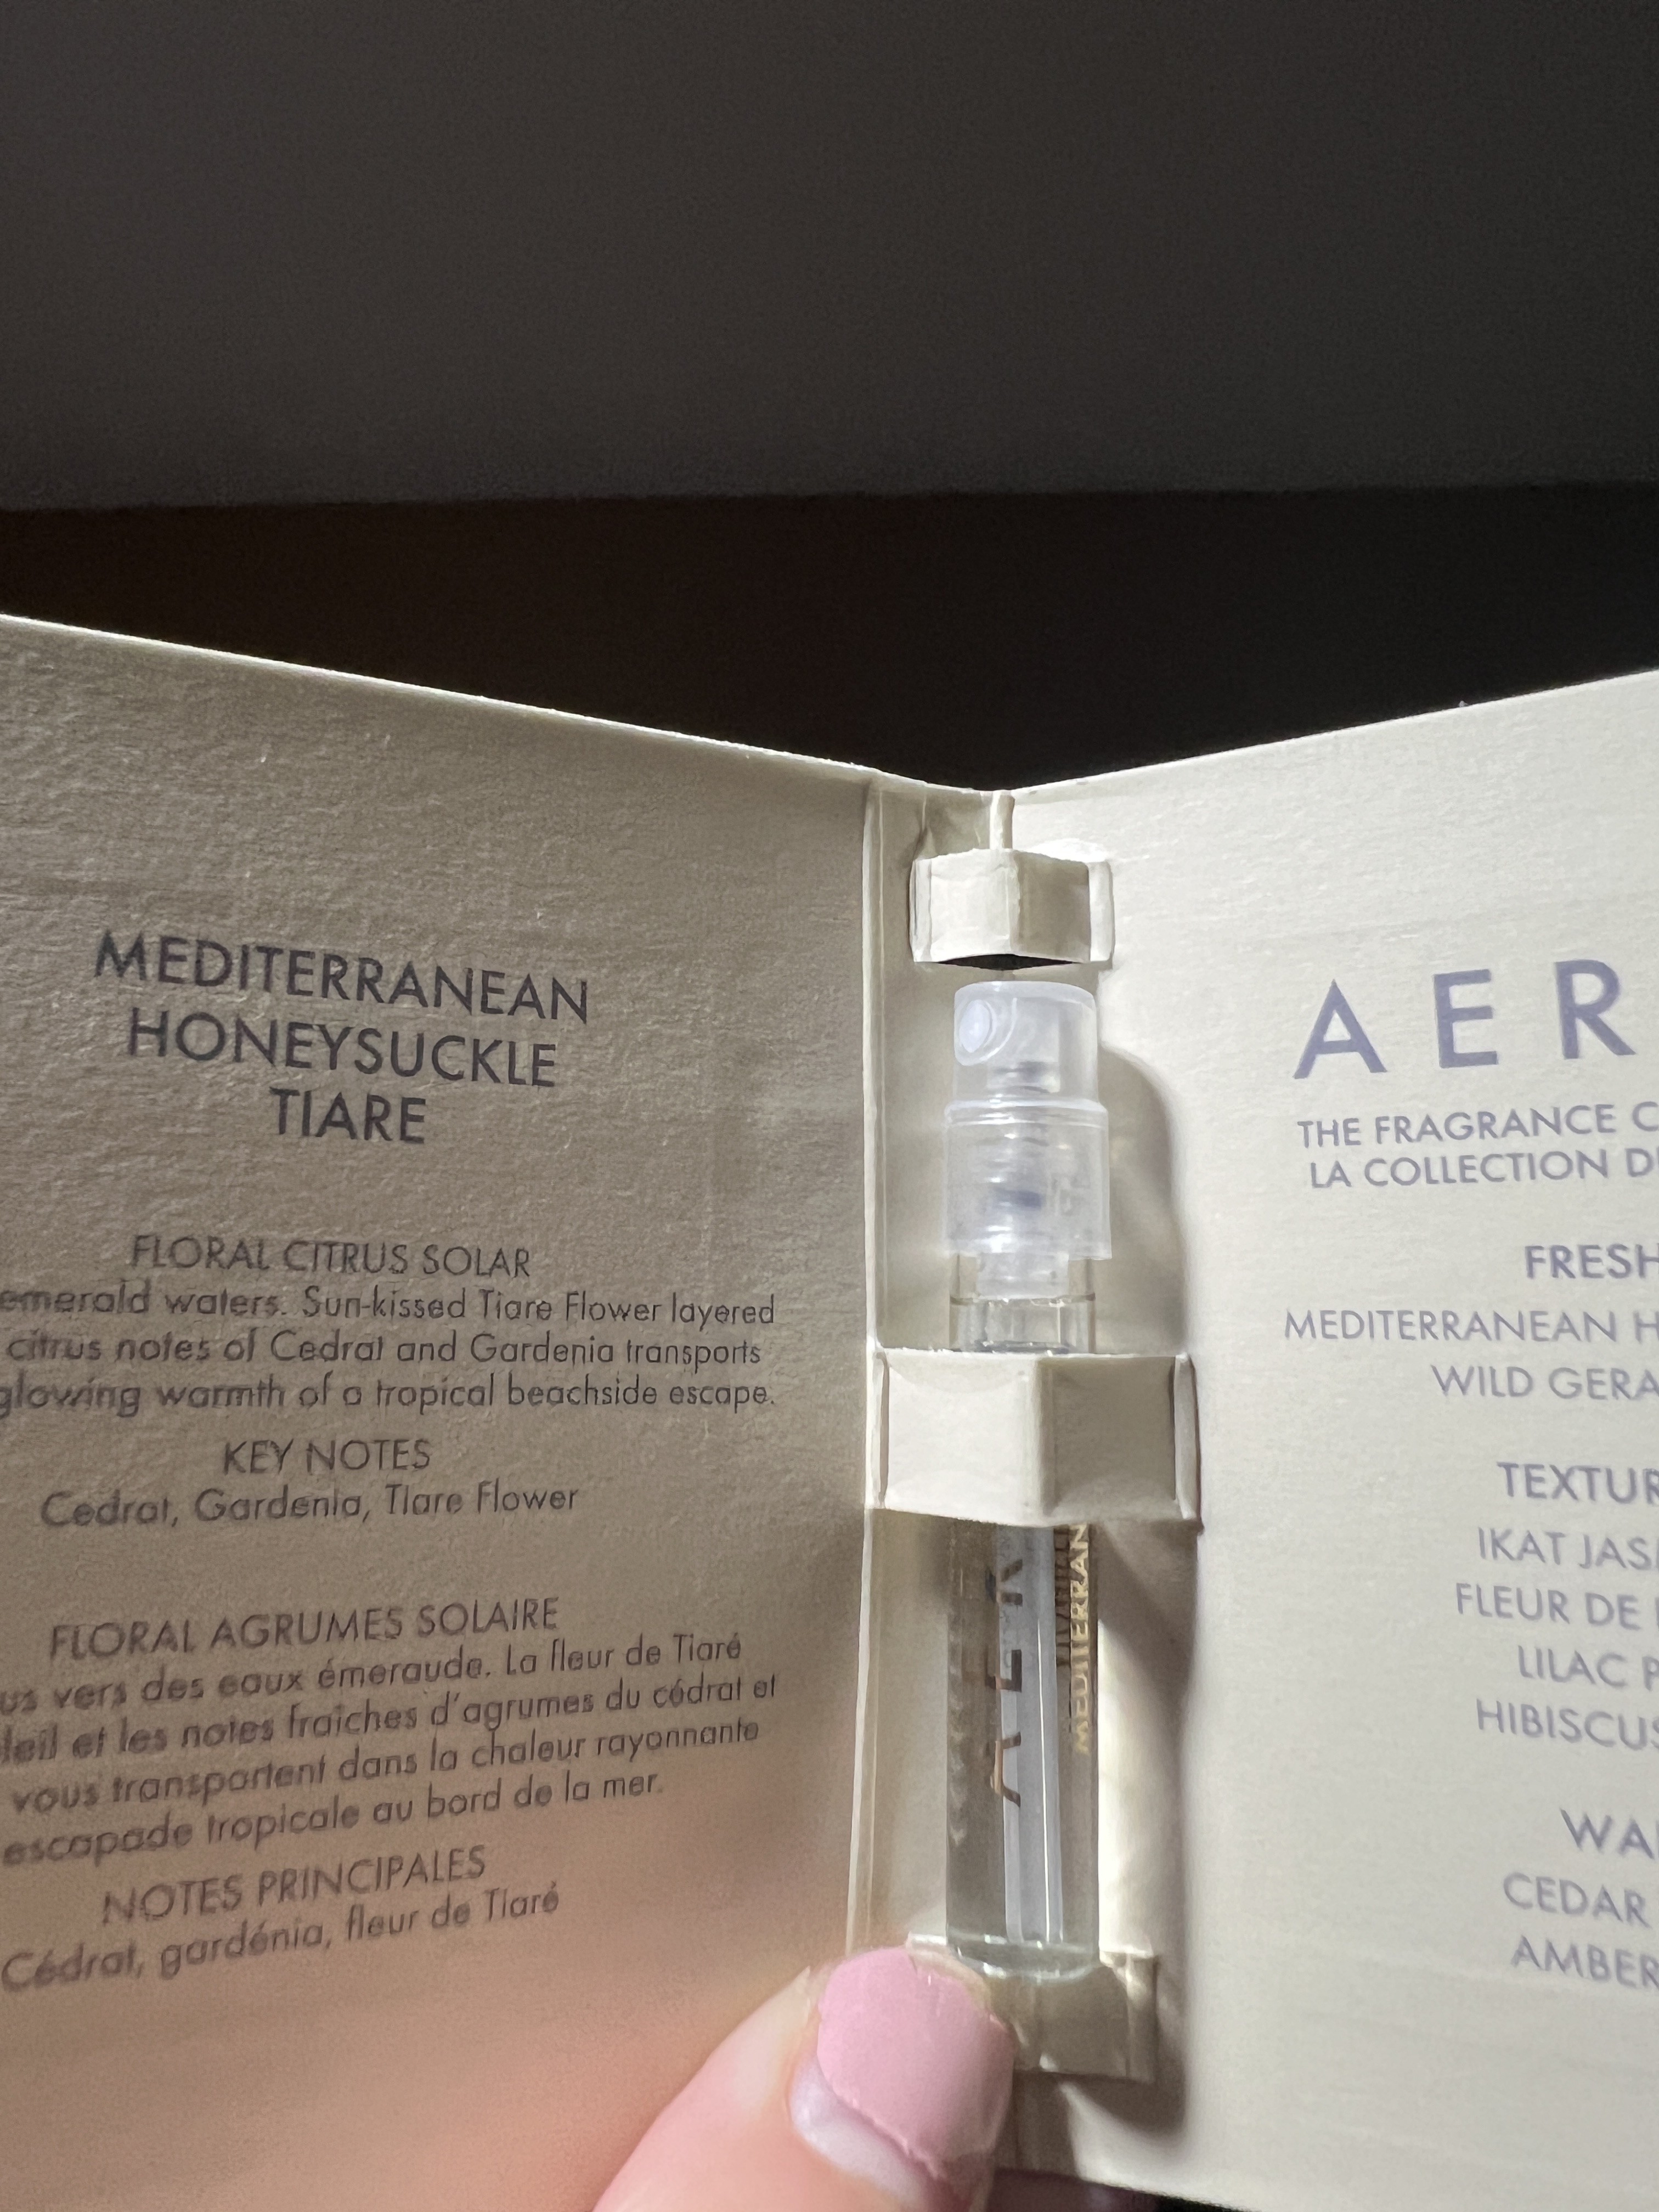 MEDITERRANEAN
HONEYSUCKLE
TIARE
FLORAL CITRUS SOLAR
emerald waters. Sun-kissed Tiare Flower layered
citrus notes of Cedrat and Gardenia transports
glowing warmth of a tropical beachside escape.
KEY NOTES
Cedrat, Gardenia, Tiare Flower
FLORAL AGRUMES SOLAIRE
us vers des eaux émeraude. La fleur de Tiaré
leil et les notes fraîches d'agrumes du cédrat et
vous transportent dans la chaleur rayonnante
escapade tropicale au bord de la mer.
NOTES PRINCIPALES
Cédrat, gardénia, fleur de Tiaré
AER
MEDITERRAN
AER
THE FRAGRANCE C
LA COLLECTION D
FRESH
MEDITERRANEAN H
WILD GERA
TEXTUR
IKAT JAS
FLEUR DE
LILAC P
HIBISCUS
WA
CEDAR
AMBER